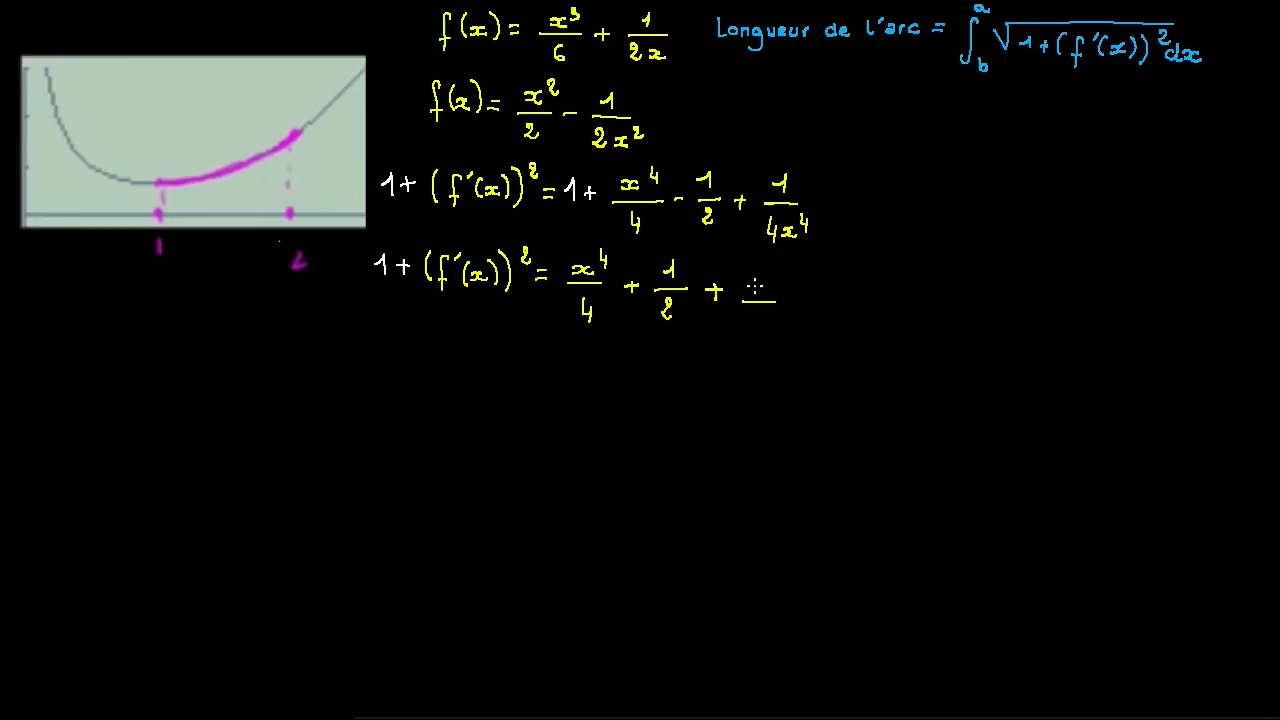 f(x) = x³/6 + 1/2x
Longueur de l'arc = ∫_b^a √(1+(f'(x))²) dx
f(x) = x²/2 - 1/2x²
1+ (f'(x))² = 1+ x⁴/4 - 1/2 + 1/4x⁴
1+ (f'(x))² = x⁴/4 + 1/2 +
1 2